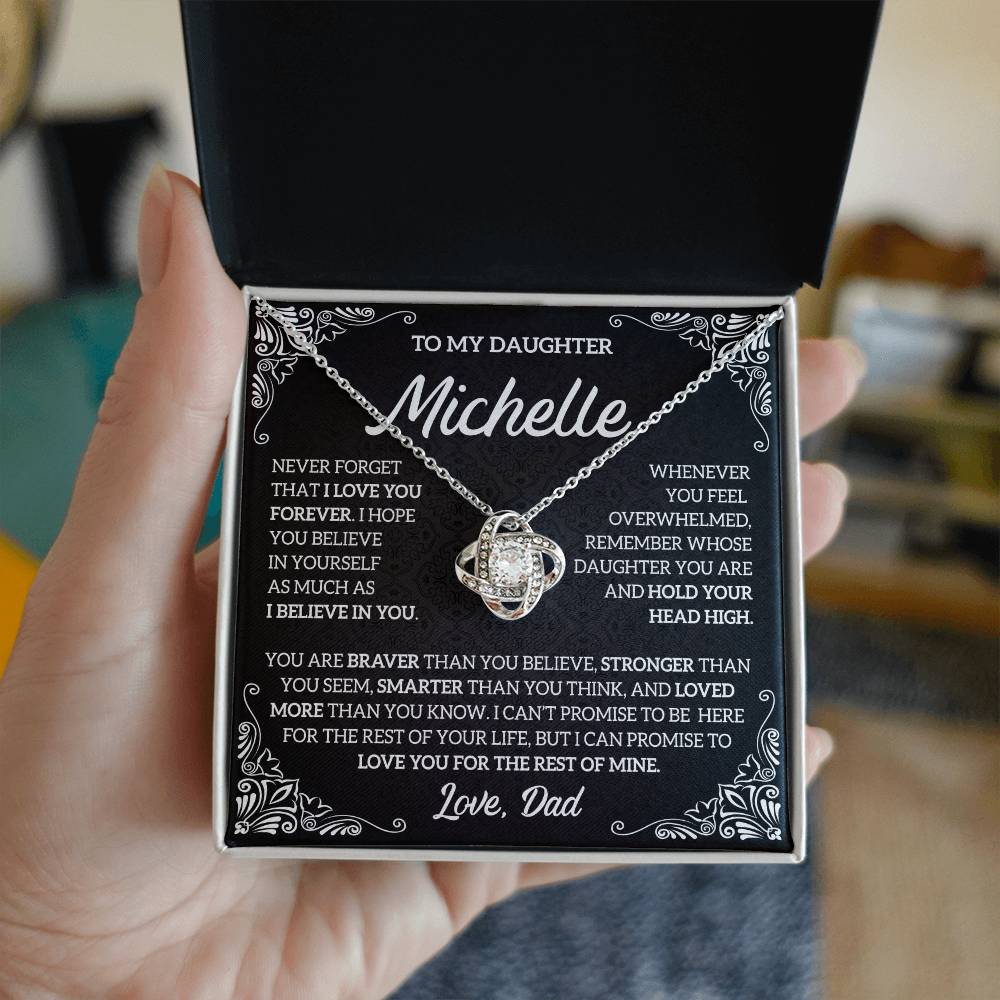 TO MY DAUGHTER
Michelle
NEVER FORGET
THAT I LOVE YOU
FOREVER. I HOPE
YOU BELIEVE
IN YOURSELF
AS MUCH AS
I BELIEVE IN YOU.
WHENEVER
YOU FEEL
OVERWHELMED,
REMEMBER WHOSE
DAUGHTER YOU ARE
AND HOLD YOUR
HEAD HIGH.
YOU ARE BRAVER THAN YOU BELIEVE, STRONGER THAN
YOU SEEM, SMARTER THAN YOU THINK, AND LOVED
MORE THAN YOU KNOW. I CAN'T PROMISE TO BE HERE
FOR THE REST OF YOUR LIFE, BUT I CAN PROMISE TO
LOVE YOU FOR THE REST OF MINE.
Love, Dad